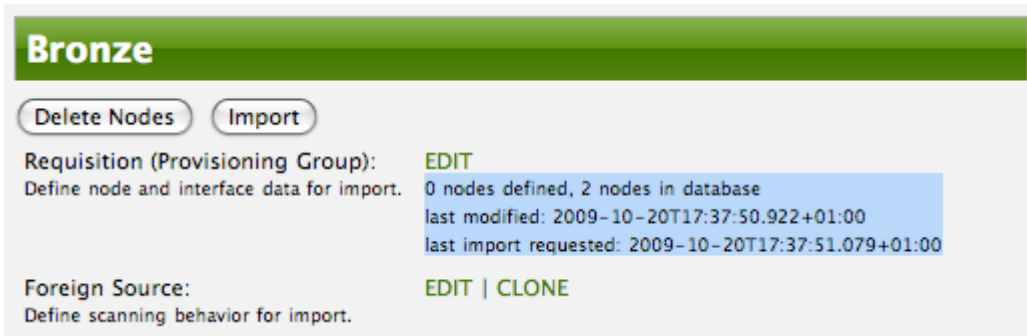 Bronze
Delete Nodes Import
Requisition (Provisioning Group): EDIT
Define node and interface data for import. 0 nodes defined, 2 nodes in database
last modified: 2009-10-20T17:37:50.922+01:00
last import requested: 2009-10-20T17:37:51.079+01:00
Foreign Source: EDIT | CLONE
Define scanning behavior for import.